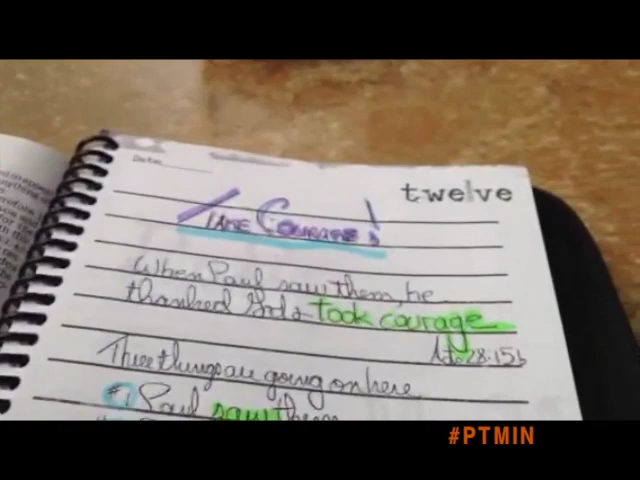 Date:
twelve
Take Courage!
When Paul saw them, he
thanked God & took courage
Acts 28:15b
Three things are going on here
#1 Paul saw them
#PTMIN